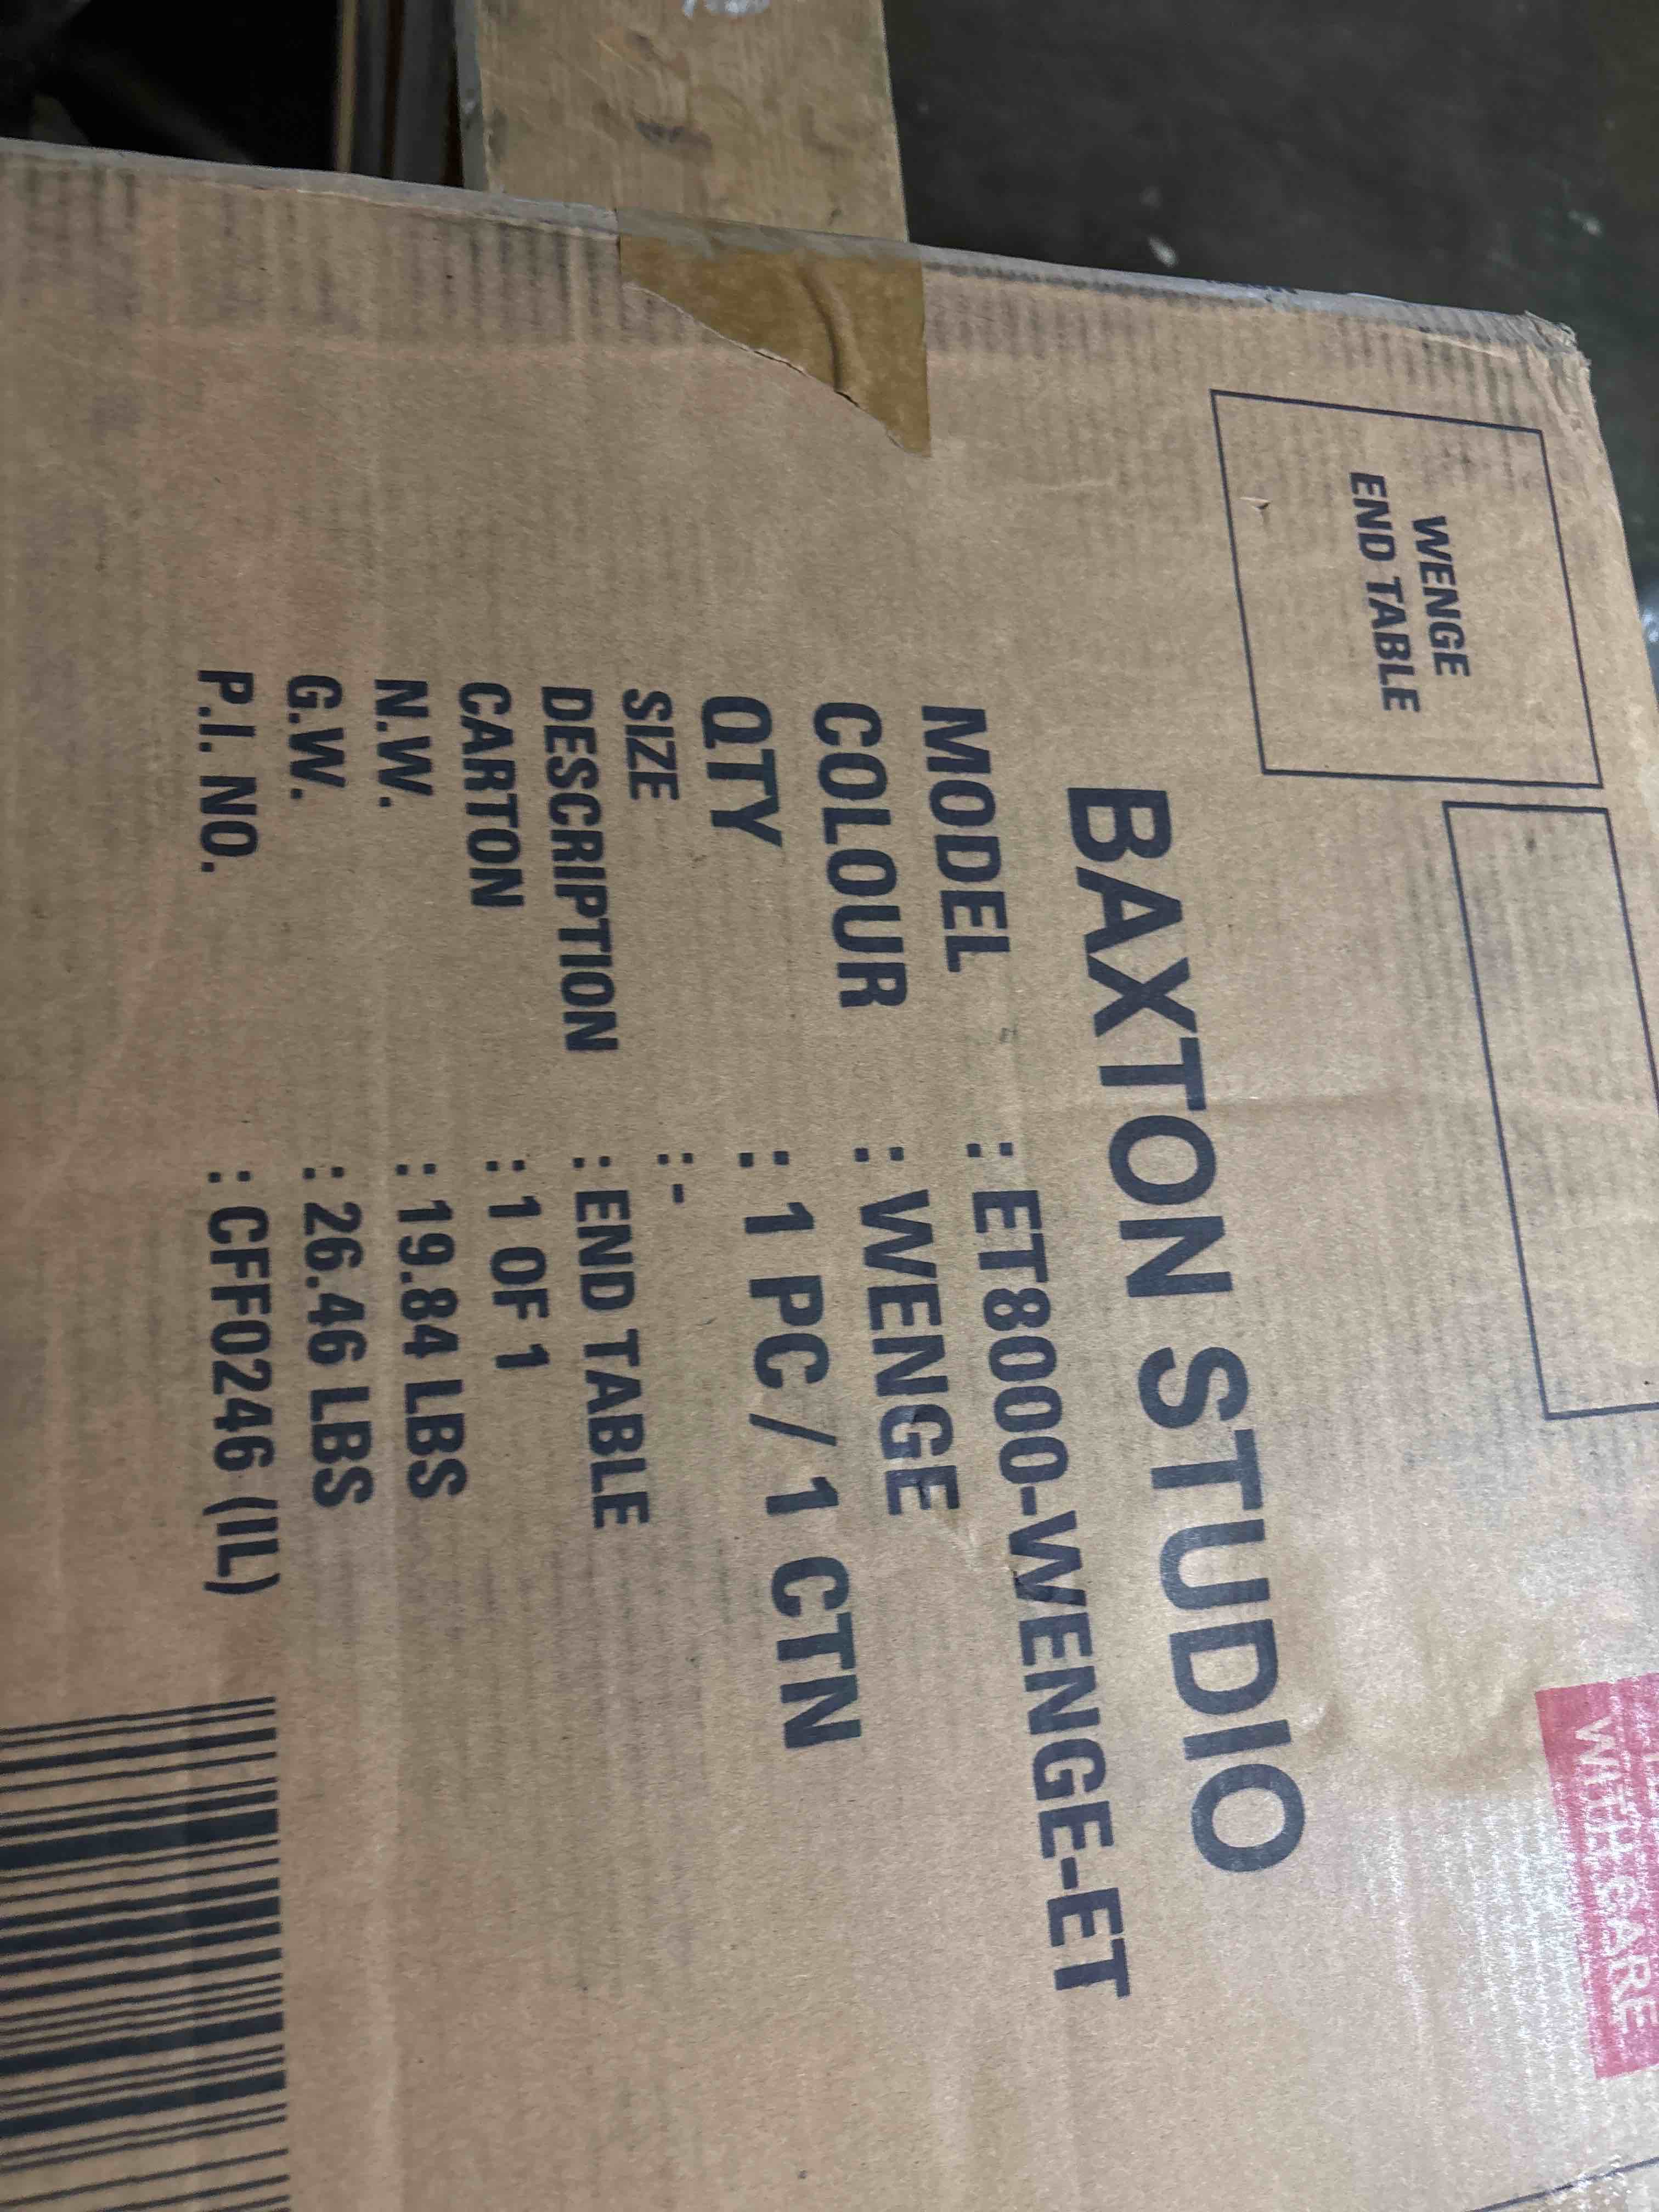 WENGE
END TABLE
WITH CARE
BAXTON STUDIO
MODEL : ET8000-WENGE-ET
COLOUR : WENGE
QTY : 1 PC / 1 CTN
SIZE : -
DESCRIPTION : END TABLE
CARTON : 1 OF 1
N.W. : 19.84 LBS
G.W. : 26.46 LBS
P.I. NO. : CFF0246 (IL)